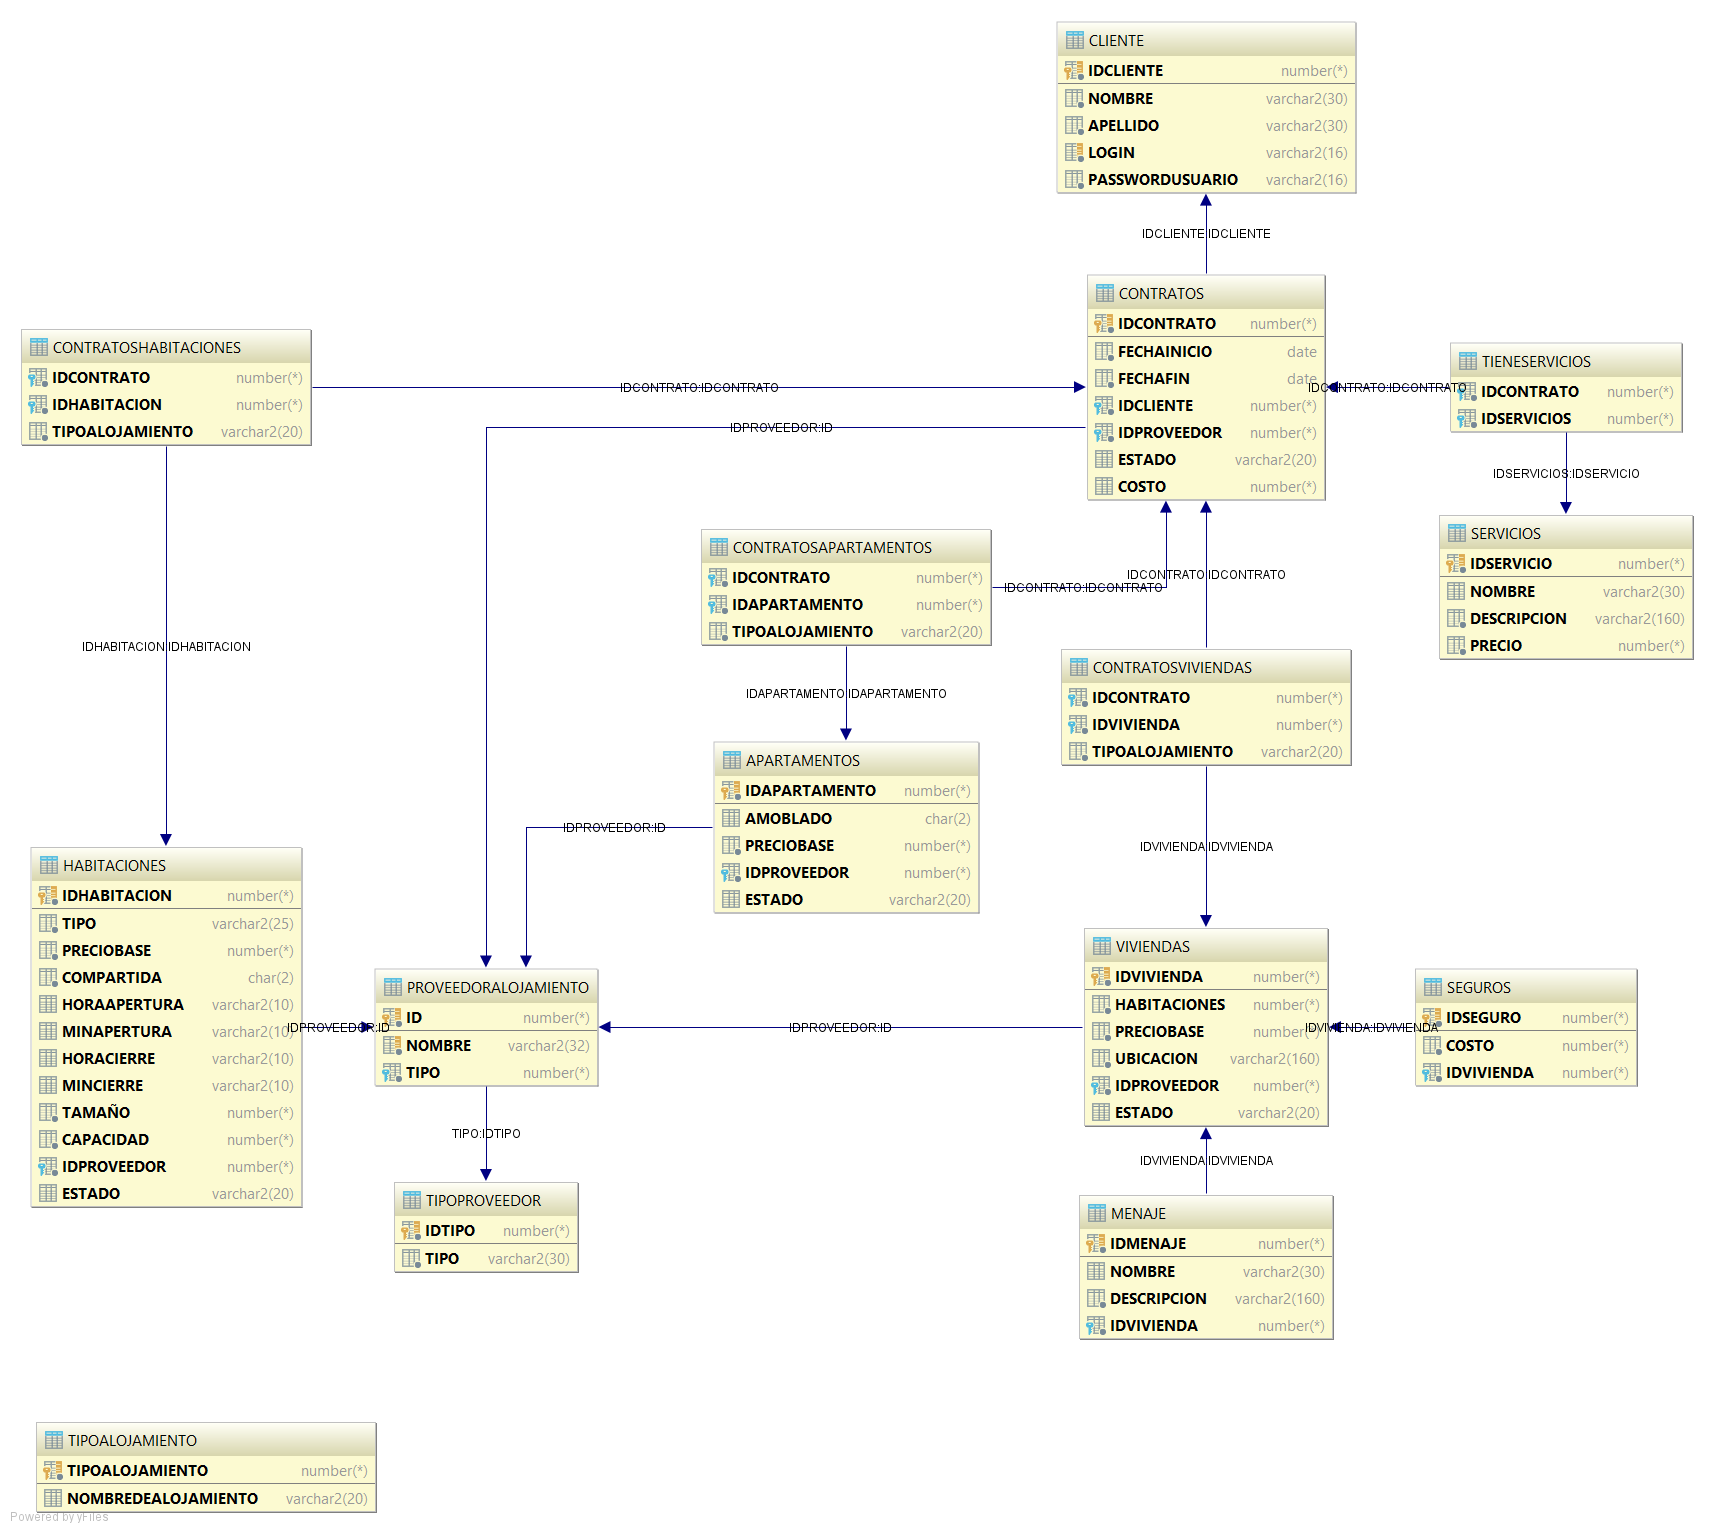 CLIENTE
IDCLIENTE number(*)
NOMBRE varchar2(30)
APELLIDO varchar2(30)
LOGIN varchar2(16)
PASSWORDUSUARIO varchar2(16)
IDCLIENTE:IDCLIENTE
CONTRATOS
IDCONTRATO number(*)
FECHAINICIO date
FECHAFIN date
IDCLIENTE number(*)
IDPROVEEDOR number(*)
ESTADO varchar2(20)
COSTO number(*)
CONTRATOSHABITACIONES
IDCONTRATO number(*)
IDHABITACION number(*)
TIPOALOJAMIENTO varchar2(20)
IDCONTRATO:IDCONTRATO
IDPROVEEDOR:ID
IDCONTRATO:IDCONTRATO
TIENESERVICIOS
IDCONTRATO number(*)
IDSERVICIOS number(*)
IDSERVICIOS:IDSERVICIO
SERVICIOS
IDSERVICIO number(*)
NOMBRE varchar2(30)
DESCRIPCION varchar2(160)
PRECIO number(*)
CONTRATOSAPARTAMENTOS
IDCONTRATO number(*)
IDAPARTAMENTO number(*)
TIPOALOJAMIENTO varchar2(20)
IDCONTRATO:IDCONTRATO
IDCONTRATO:IDCONTRATO
IDHABITACION:IDHABITACION
CONTRATOSVIVIENDAS
IDCONTRATO number(*)
IDVIVIENDA number(*)
TIPOALOJAMIENTO varchar2(20)
IDAPARTAMENTO:IDAPARTAMENTO
APARTAMENTOS
IDAPARTAMENTO number(*)
AMOBLADO char(2)
PRECIOBASE number(*)
IDPROVEEDOR number(*)
ESTADO varchar2(20)
IDPROVEEDOR:ID
IDVIVIENDA:IDVIVIENDA
HABITACIONES
IDHABITACION number(*)
TIPO varchar2(25)
PRECIOBASE number(*)
COMPARTIDA char(2)
HORAAPERTURA varchar2(10)
MINAPERTURA varchar2(10)
HORACIERRE varchar2(10)
MINCIERRE varchar2(10)
TAMAÑO number(*)
CAPACIDAD number(*)
IDPROVEEDOR number(*)
ESTADO varchar2(20)
IDPROVEEDOR:ID
PROVEEDORALOJAMIENTO
ID number(*)
NOMBRE varchar2(32)
TIPO number(*)
IDPROVEEDOR:ID
VIVIENDAS
IDVIVIENDA number(*)
HABITACIONES number(*)
PRECIOBASE number(*)
UBICACION varchar2(160)
IDPROVEEDOR number(*)
ESTADO varchar2(20)
IDVIVIENDA:IDVIVIENDA
SEGUROS
IDSEGURO number(*)
COSTO number(*)
IDVIVIENDA number(*)
TIPO:IDTIPO
TIPOPROVEEDOR
IDTIPO number(*)
TIPO varchar2(30)
IDVIVIENDA:IDVIVIENDA
MENAJE
IDMENAJE number(*)
NOMBRE varchar2(30)
DESCRIPCION varchar2(160)
IDVIVIENDA number(*)
TIPOALOJAMIENTO
TIPOALOJAMIENTO number(*)
NOMBREDEALOJAMIENTO varchar2(20)
Powered by yFiles